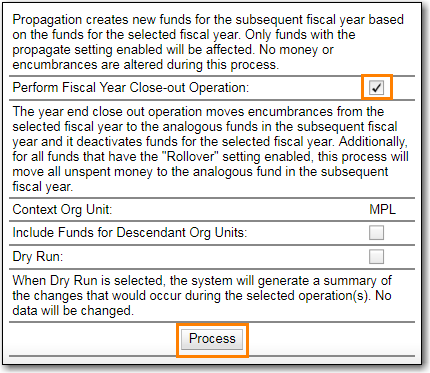 Propagation creates new funds for the subsequent fiscal year based
on the funds for the selected fiscal year. Only funds with the
propagate setting enabled will be affected. No money or
encumbrances are altered during this process.
Perform Fiscal Year Close-out Operation:
The year end close out operation moves encumbrances from the
selected fiscal year to the analogous funds in the subsequent fiscal
year and it deactivates funds for the selected fiscal year. Additionally,
for all funds that have the "Rollover" setting enabled, this process will
move all unspent money to the analogous fund in the subsequent
fiscal year.
Context Org Unit: MPL
Include Funds for Descendant Org Units:
Dry Run:
When Dry Run is selected, the system will generate a summary of
the changes that would occur during the selected operation(s). No
data will be changed.
Process